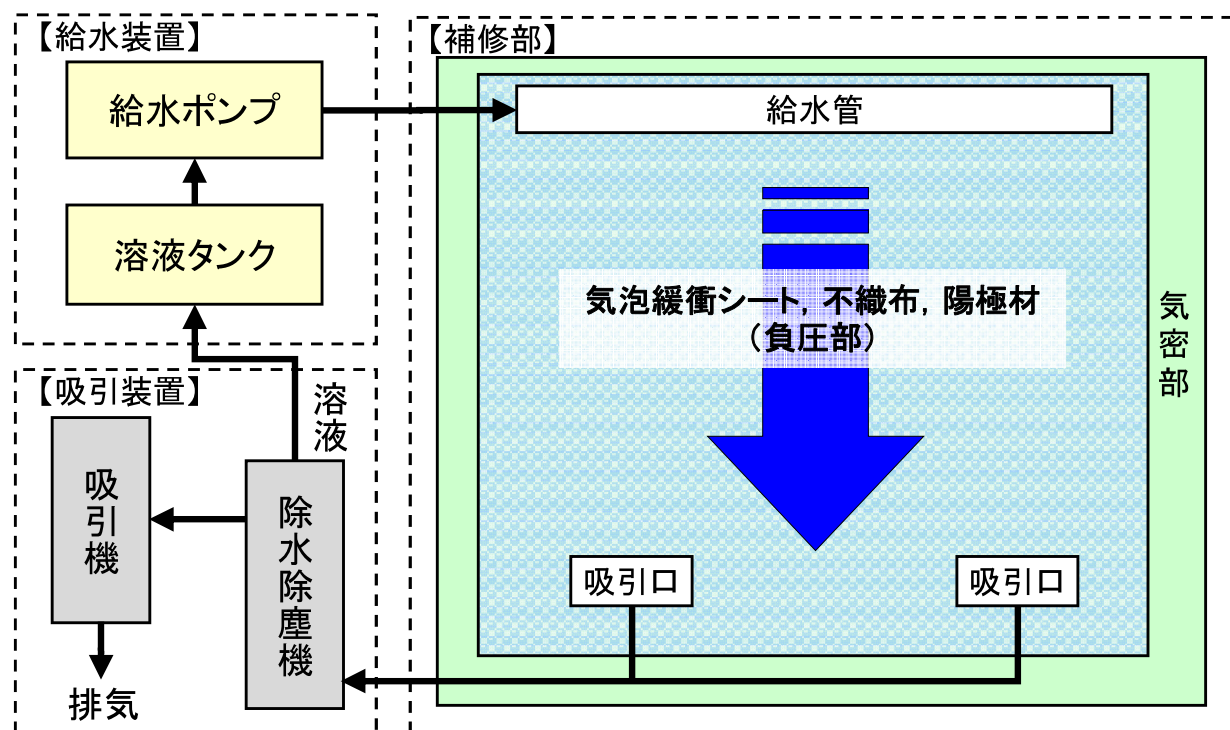 【給水装置】
給水ポンプ
溶液タンク
【吸引装置】
溶液
吸引機
除水除塵機
排気
【補修部】
給水管
気泡緩衝シート，不織布，陽極材
（負圧部）
吸引口
吸引口
気密部